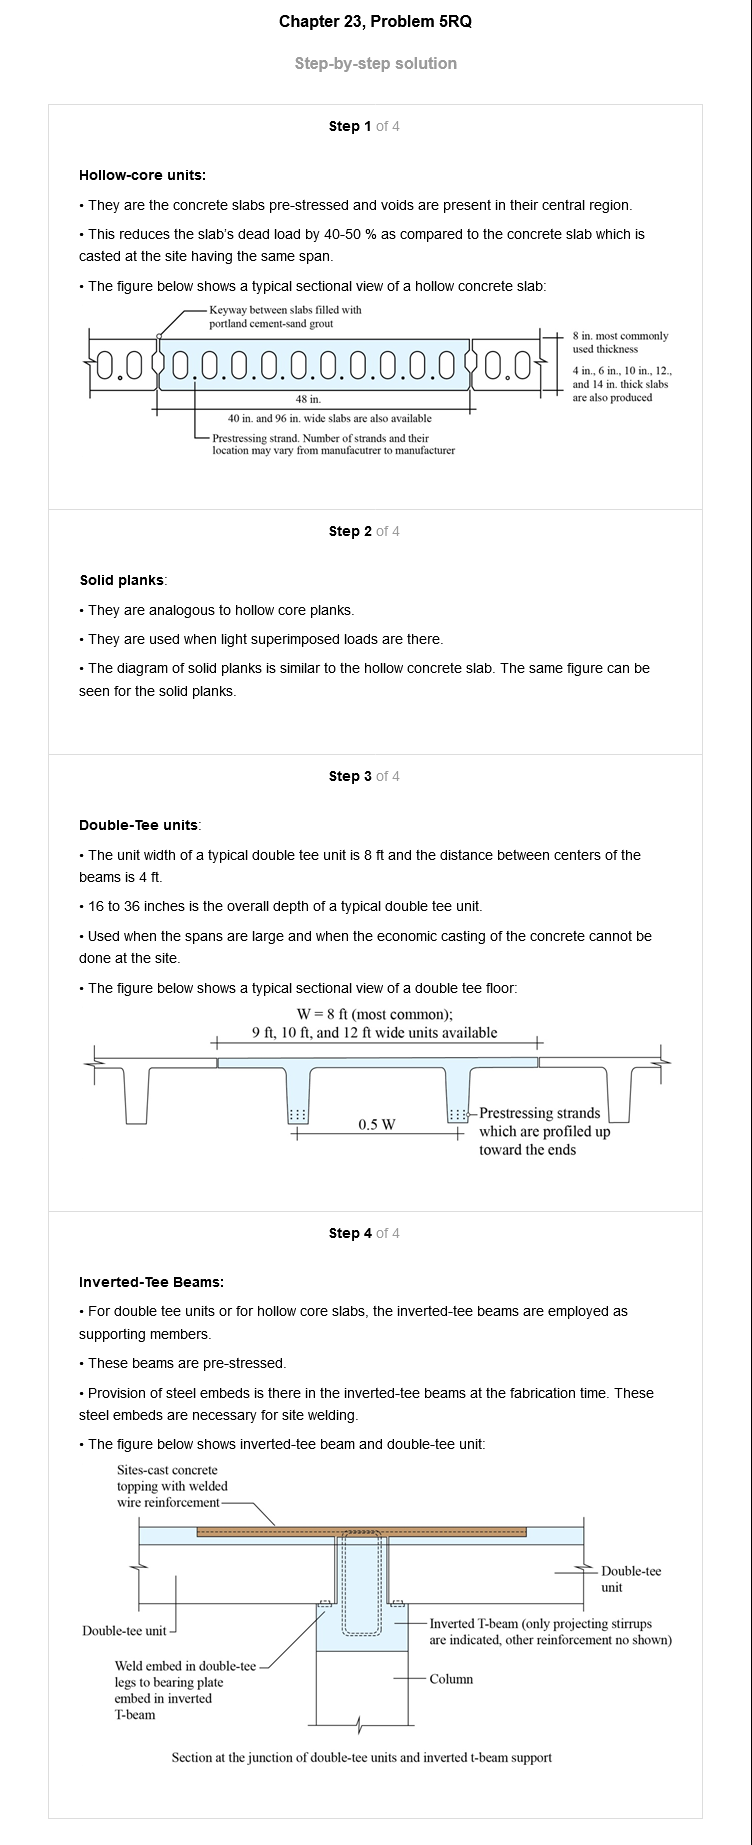 Chapter 23, Problem 5RQ
Step-by-step solution
Step 1 of 4
Hollow-core units:
• They are the concrete slabs pre-stressed and voids are present in their central region.
• This reduces the slab's dead load by 40-50 % as compared to the concrete slab which is
casted at the site having the same span.
• The figure below shows a typical sectional view of a hollow concrete slab:
Keyway between slabs filled with
portland cement-sand grout
8 in. most commonly
used thickness
4 in., 6 in., 10 in., 12.,
and 14 in. thick slabs
are also produced
48 in.
40 in. and 96 in. wide slabs are also available
Prestressing strand. Number of strands and their
location may vary from manufacutrer to manufacturer
Step 2 of 4
Solid planks:
• They are analogous to hollow core planks.
• They are used when light superimposed loads are there.
• The diagram of solid planks is similar to the hollow concrete slab. The same figure can be
seen for the solid planks.
Step 3 of 4
Double-Tee units:
• The unit width of a typical double tee unit is 8 ft and the distance between centers of the
beams is 4 ft.
• 16 to 36 inches is the overall depth of a typical double tee unit.
• Used when the spans are large and when the economic casting of the concrete cannot be
done at the site.
• The figure below shows a typical sectional view of a double tee floor:
W = 8 ft (most common);
9 ft, 10 ft, and 12 ft wide units available
0.5 W
Prestressing strands
which are profiled up
toward the ends
Step 4 of 4
Inverted-Tee Beams:
• For double tee units or for hollow core slabs, the inverted-tee beams are employed as
supporting members.
• These beams are pre-stressed.
• Provision of steel embeds is there in the inverted-tee beams at the fabrication time. These
steel embeds are necessary for site welding.
• The figure below shows inverted-tee beam and double-tee unit:
Sites-cast concrete
topping with welded
wire reinforcement
Double-tee
unit
Double-tee unit
Inverted T-beam (only projecting stirrups
are indicated, other reinforcement no shown)
Weld embed in double-tee
legs to bearing plate
embed in inverted
T-beam
Column
Section at the junction of double-tee units and inverted t-beam support